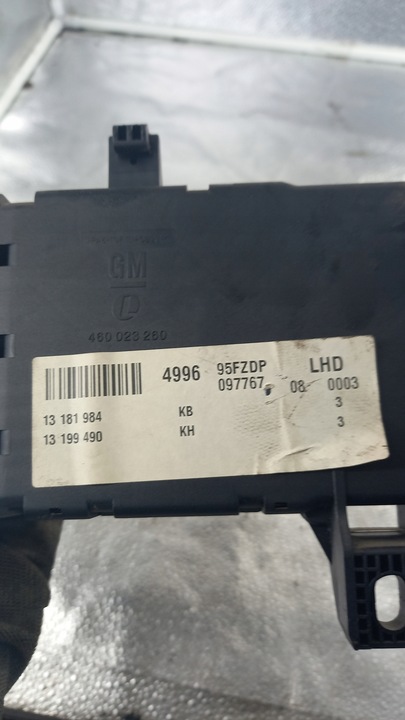 GM
460 023 260
4996 95FZDP LHD
097767 08 0003
13 181 984 KB 3
13 199 490 KH 3